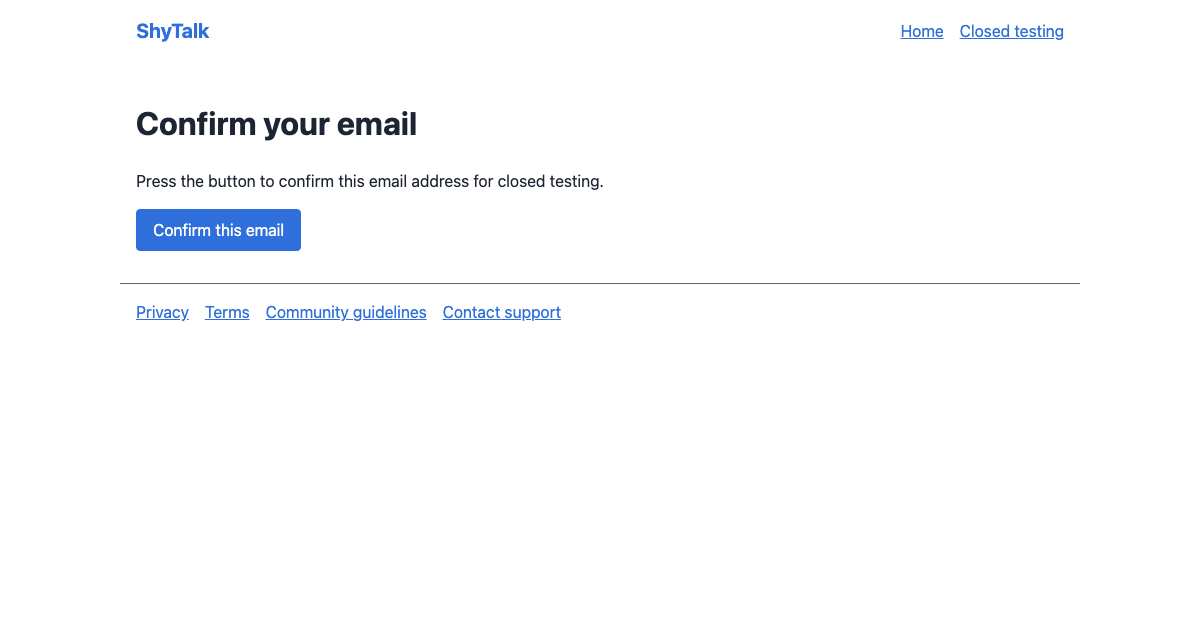 ShyTalk
Home Closed testing
Confirm your email
Press the button to confirm this email address for closed testing.
Confirm this email
Privacy Terms Community guidelines Contact support